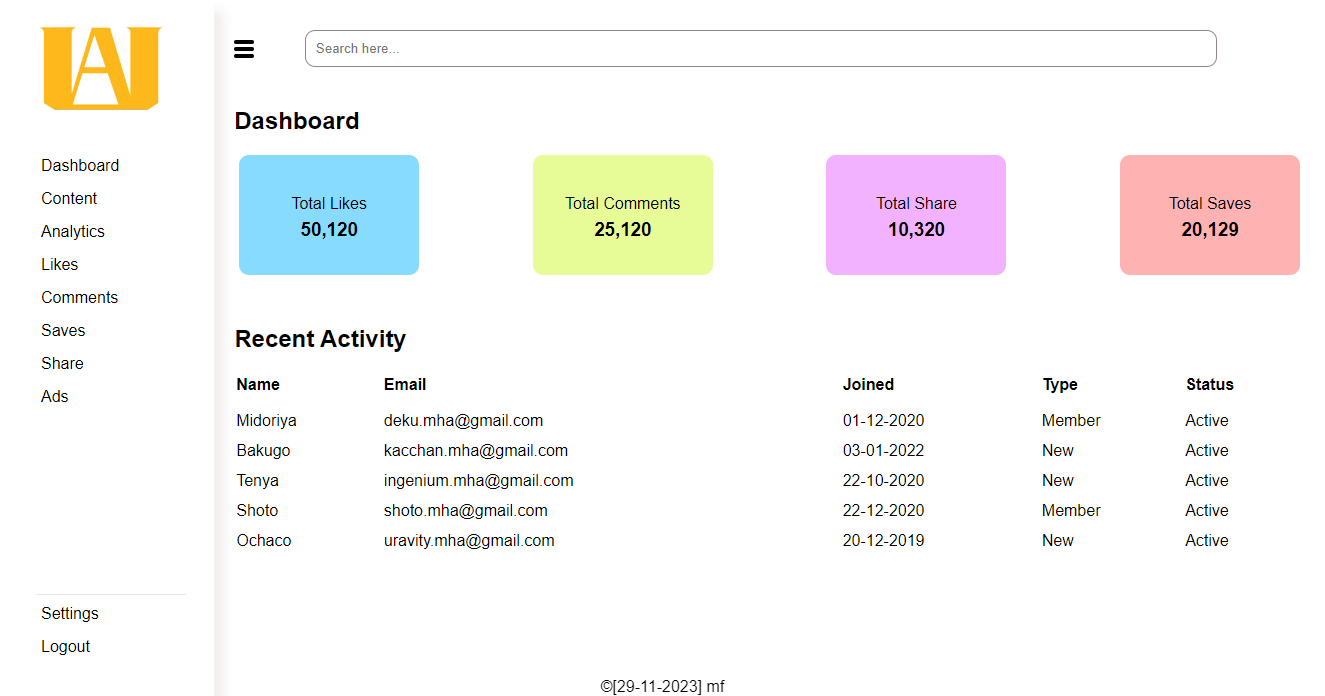 UA
Dashboard
Content
Analytics
Likes
Comments
Saves
Share
Ads
Settings
Logout
Search here...
Dashboard
Total Likes
50,120
Total Comments
25,120
Total Share
10,320
Total Saves
20,129
Recent Activity
Name Email Joined Type Status
Midoriya deku.mha@gmail.com 01-12-2020 Member Active
Bakugo kacchan.mha@gmail.com 03-01-2022 New Active
Tenya ingenium.mha@gmail.com 22-10-2020 New Active
Shoto shoto.mha@gmail.com 22-12-2020 Member Active
Ochaco uravity.mha@gmail.com 20-12-2019 New Active
©[29-11-2023] mf